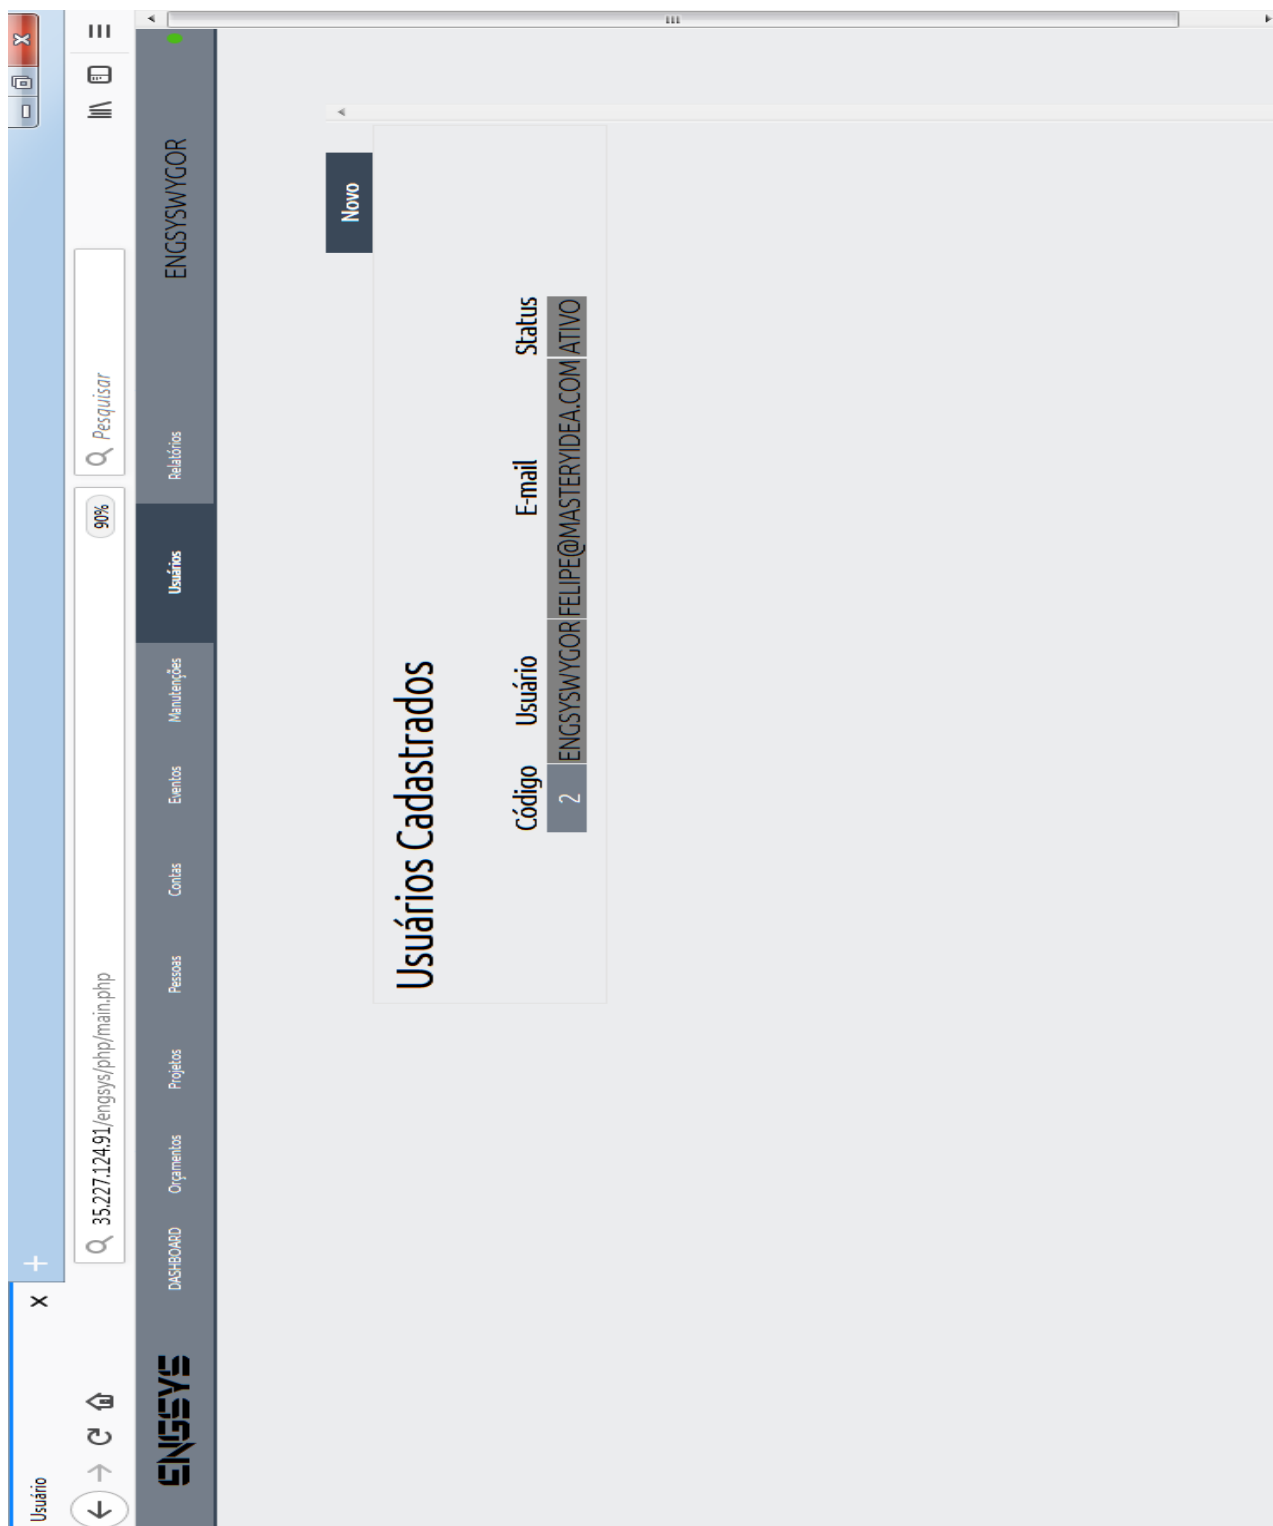 Usuário
35.227.124.91/engsys/php/main.php
90%
Pesquisar
ENGSYS
DASHBOARD
Orçamentos
Projetos
Pessoas
Contas
Eventos
Manutenções
Usuários
Relatórios
ENGSYSWYGOR
Novo
Usuários Cadastrados
Código Usuário E-mail Status
2 ENGSYSWYGOR FELIPE@MASTERYIDEA.COM ATIVO